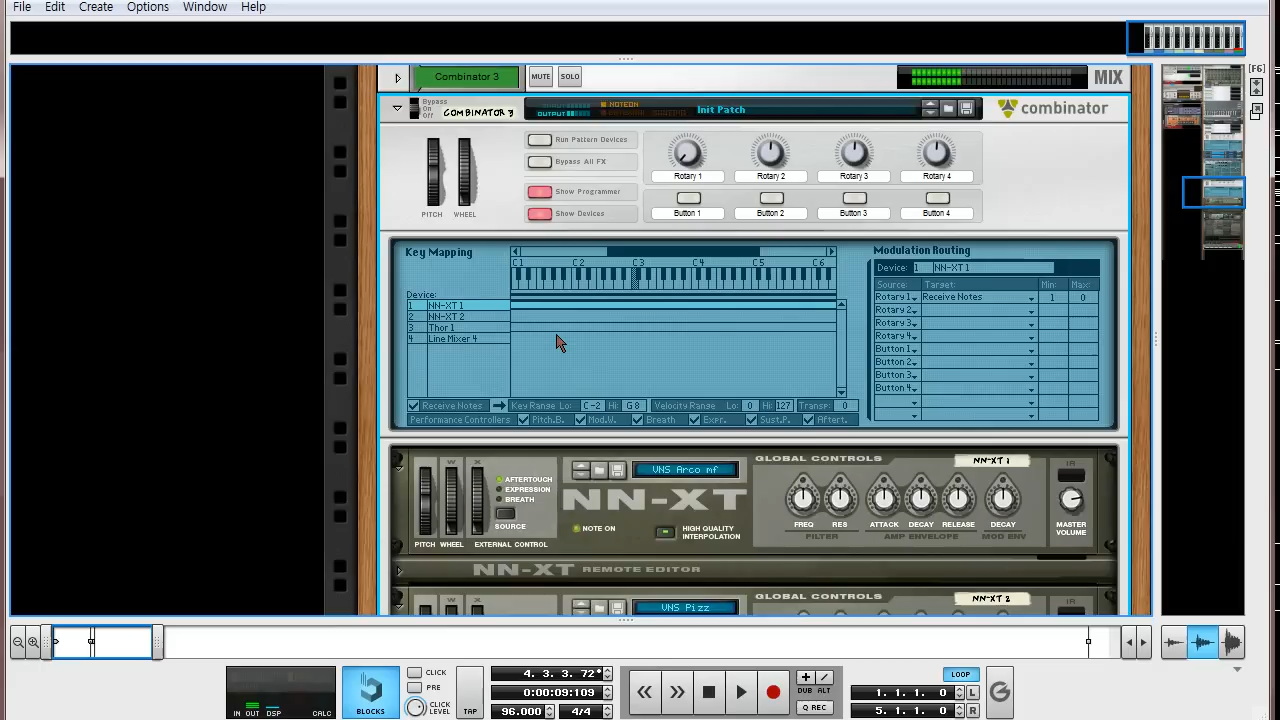 File Edit Create Options Window Help
[F6]
Combinator 3 MUTE SOLO MIX
Bypass
On
Off
COMBINATOR 3
NOTEON
OUTPUT
Init Patch
combinator
Run Pattern Devices
Bypass All FX
Show Programmer
Show Devices
PITCH WHEEL
Rotary 1 Rotary 2 Rotary 3 Rotary 4
Button 1 Button 2 Button 3 Button 4
Key Mapping
C1 C2 C3 C4 C5 C6
Device:
1 NN-XT 1
2 NN-XT 2
3 Thor 1
4 Line Mixer 4
Receive Notes Key Range Lo: C-2 Hi: G 8 Velocity Range Lo: 0 Hi: 127 Transp: 0
Performance Controllers Pitch.B. Mod.W. Breath Expr. Sust.P. Aftert.
Modulation Routing
Device: 1 NN-XT 1
Source: Target: Min: Max:
Rotary 1 Receive Notes 1 0
Rotary 2
Rotary 3
Rotary 4
Button 1
Button 2
Button 3
Button 4
W X
AFTERTOUCH
EXPRESSION
BREATH
SOURCE
PITCH WHEEL EXTERNAL CONTROL
VNS Arco mf
NN-XT
NOTE ON
HIGH QUALITY
INTERPOLATION
GLOBAL CONTROLS
NN-XT 1
FREQ RES ATTACK DECAY RELEASE DECAY
FILTER AMP ENVELOPE MOD ENV
MASTER
VOLUME
NN-XT REMOTE EDITOR
VNS Pizz
GLOBAL CONTROLS
NN-XT 2
IN OUT DSP CALC
BLOCKS
CLICK
PRE
CLICK
LEVEL
TAP
4. 3. 3. 72*
0:00:09:109
96.000 4/4
DUB ALT
Q REC
LOOP
1. 1. 1. 0 L
5. 1. 1. 0 R